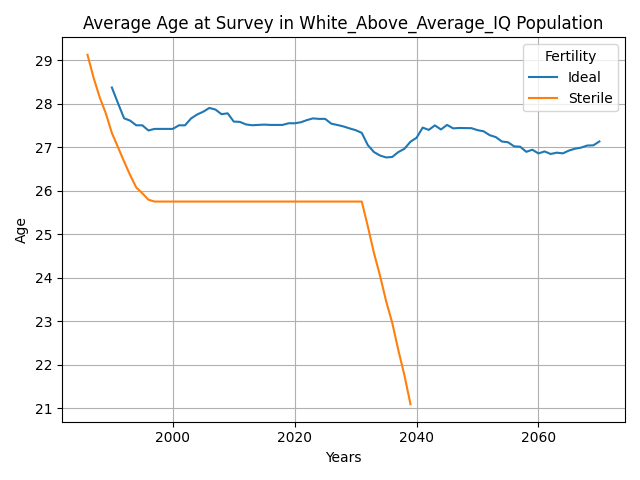 Average Age at Survey in White_Above_Average_IQ Population
Fertility
Ideal
Sterile
Age
29
28
27
26
25
24
23
22
21
2000
2020
2040
2060
Years